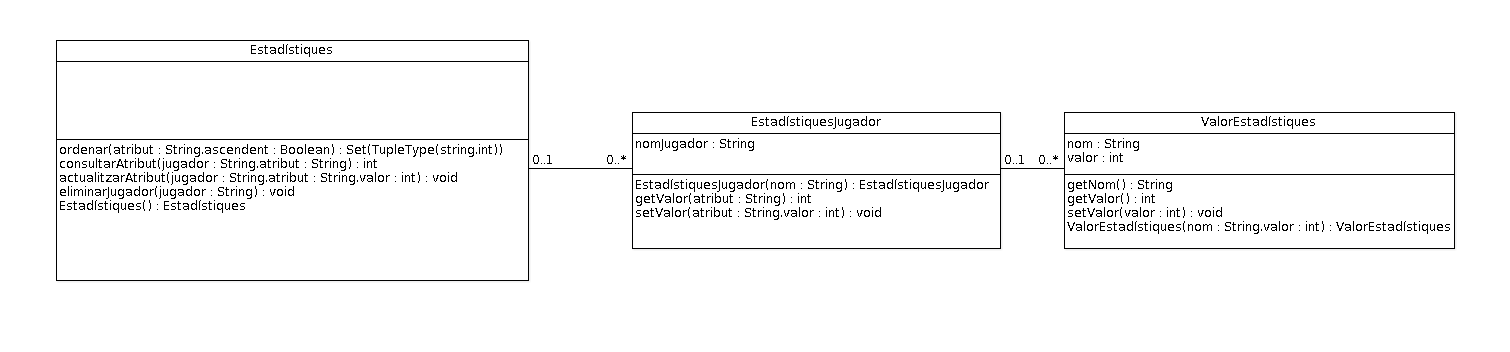 Estadístiques
ordenar(atribut : String.ascendent : Boolean) : Set(TupleType(string.int))
consultarAtribut(jugador : String.atribut : String) : int
actualitzarAtribut(jugador : String.atribut : String.valor : int) : void
eliminarJugador(jugador : String) : void
Estadístiques() : Estadístiques
0..1
0..*
EstadístiquesJugador
nomJugador : String
EstadístiquesJugador(nom : String) : EstadístiquesJugador
getValor(atribut : String) : int
setValor(atribut : String.valor : int) : void
0..1
0..*
ValorEstadístiques
nom : String
valor : int
getNom() : String
getValor() : int
setValor(valor : int) : void
ValorEstadístiques(nom : String.valor : int) : ValorEstadístiques